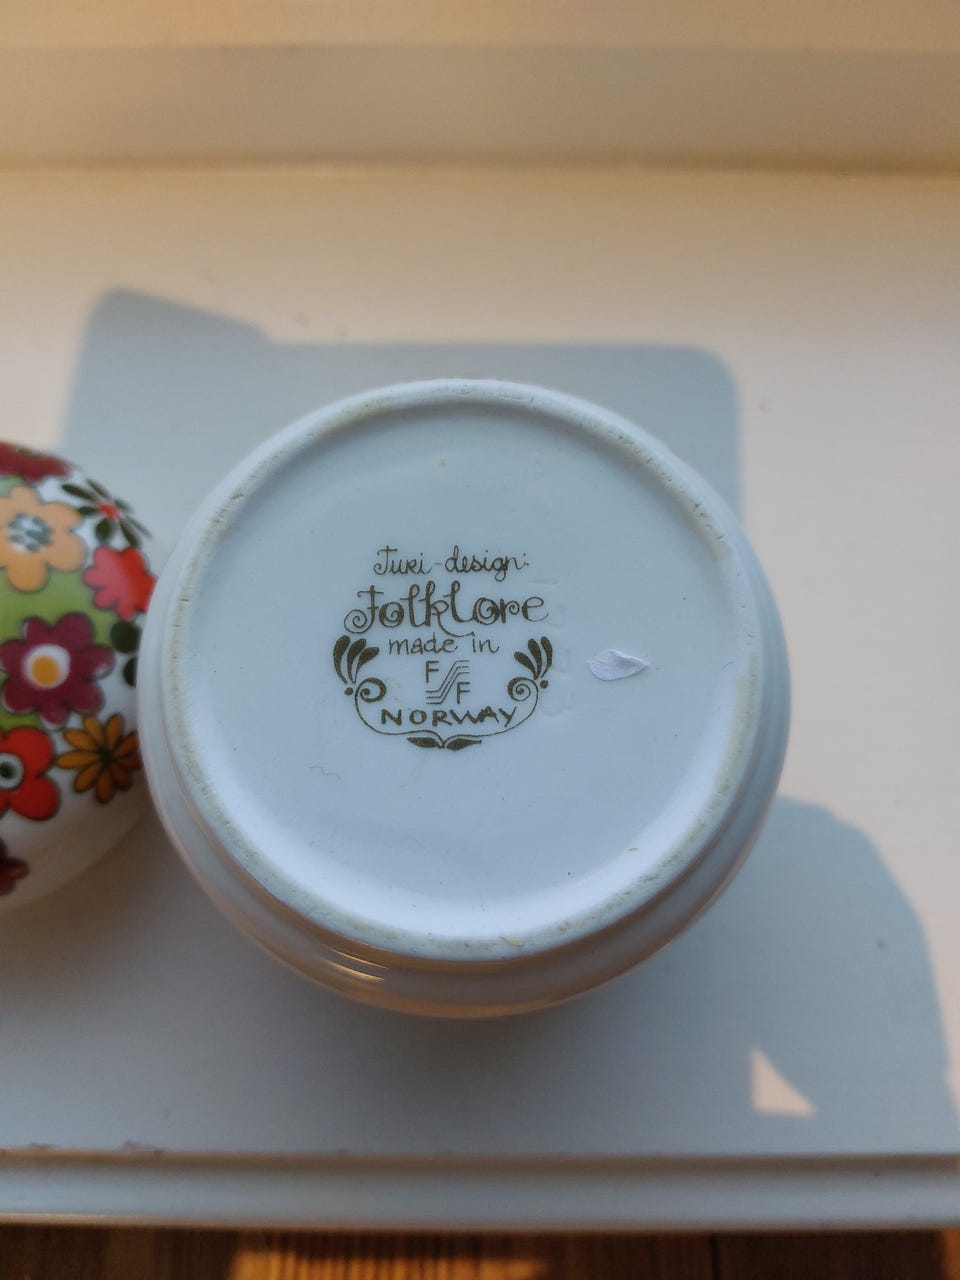 Turi-design:
Folklore
made in
F
F
NORWAY